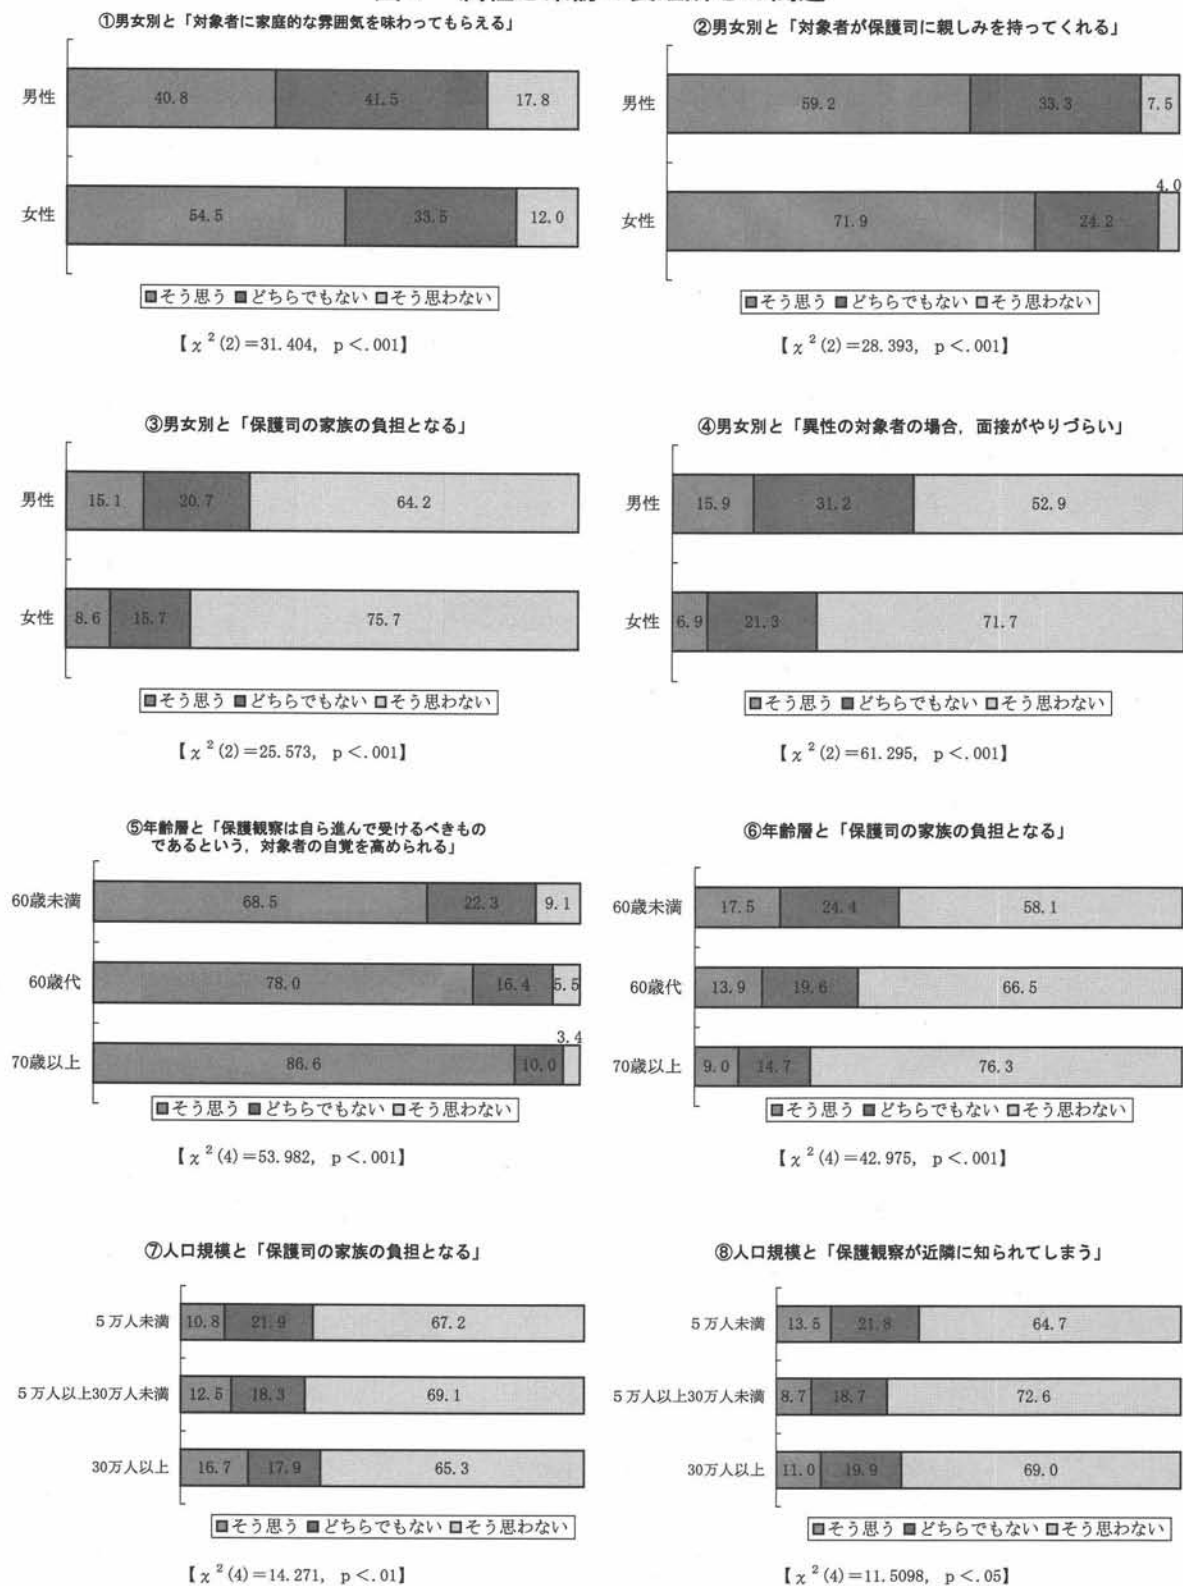 ①男女別と「対象者に家庭的な雰囲気を味わってもらえる」
男性 40.8 41.5 17.8
女性 54.5 33.5 12.0
■そう思う ■どちらでもない □そう思わない
【χ²(2)=31.404, p<.001】
②男女別と「対象者が保護司に親しみを持ってくれる」
男性 59.2 33.3 7.5
女性 71.9 24.2 4.0
■そう思う ■どちらでもない □そう思わない
【χ²(2)=28.393, p<.001】
③男女別と「保護司の家族の負担となる」
男性 15.1 20.7 64.2
女性 8.6 15.7 75.7
■そう思う ■どちらでもない □そう思わない
【χ²(2)=25.573, p<.001】
④男女別と「異性の対象者の場合,面接がやりづらい」
男性 15.9 31.2 52.9
女性 6.9 21.3 71.7
■そう思う ■どちらでもない □そう思わない
【χ²(2)=61.295, p<.001】
⑤年齢層と「保護観察は自ら進んで受けるべきもの
であるという,対象者の自覚を高められる」
60歳未満 68.5 22.3 9.1
60歳代 78.0 16.4 5.5
70歳以上 86.6 10.0 3.4
■そう思う ■どちらでもない □そう思わない
【χ²(4)=53.982, p<.001】
⑥年齢層と「保護司の家族の負担となる」
60歳未満 17.5 24.4 58.1
60歳代 13.9 19.6 66.5
70歳以上 9.0 14.7 76.3
■そう思う ■どちらでもない □そう思わない
【χ²(4)=42.975, p<.001】
⑦人口規模と「保護司の家族の負担となる」
5万人未満 10.8 21.9 67.2
5万人以上30万人未満 12.5 18.3 69.1
30万人以上 16.7 17.9 65.3
■そう思う ■どちらでもない □そう思わない
【χ²(4)=14.271, p<.01】
⑧人口規模と「保護観察が近隣に知られてしまう」
5万人未満 13.5 21.8 64.7
5万人以上30万人未満 8.7 18.7 72.6
30万人以上 11.0 19.9 69.0
■そう思う ■どちらでもない □そう思わない
【χ²(4)=11.5098, p<.05】